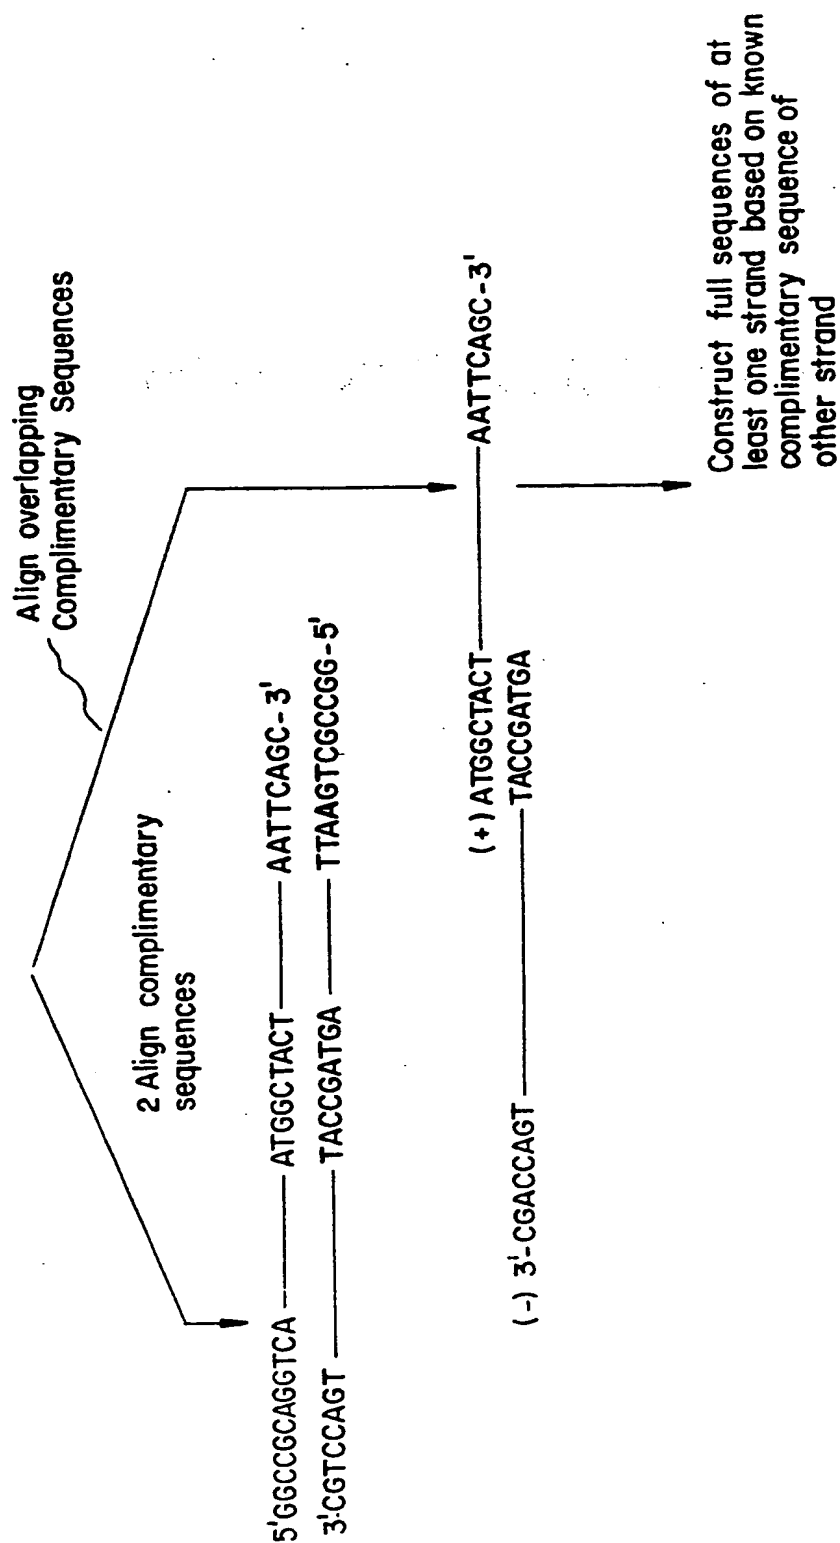 Align overlapping
Complimentary Sequences
2 Align complimentary
sequences
5'GGCCGCAGGTCA — ATGGCTACT — AATTCAGC-3'
3'CGTCCAGT — TACCGATGA — TTAAGTCGCCGG-5'
(+) ATGGCTACT — AATTCAGC-3'
TACCGATGA
(-) 3'-CGACCAGT
Construct full sequences of at
least one strand based on known
complimentary sequence of
other strand